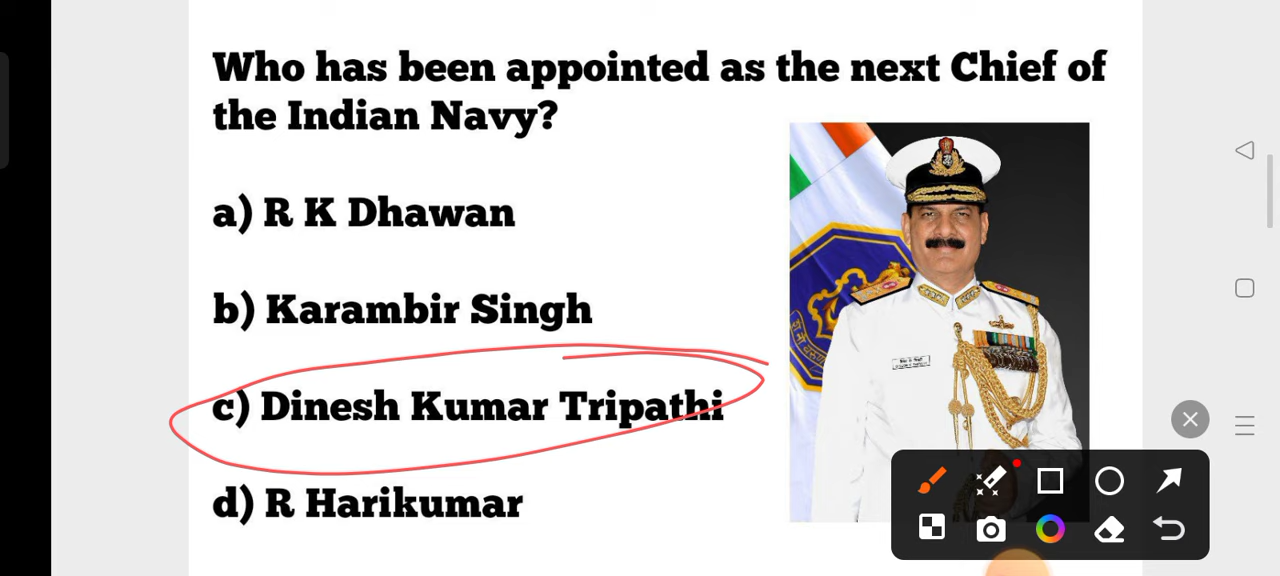 Who has been appointed as the next Chief of
the Indian Navy?
a) R K Dhawan
b) Karambir Singh
c) Dinesh Kumar Tripathi
d) R Harikumar